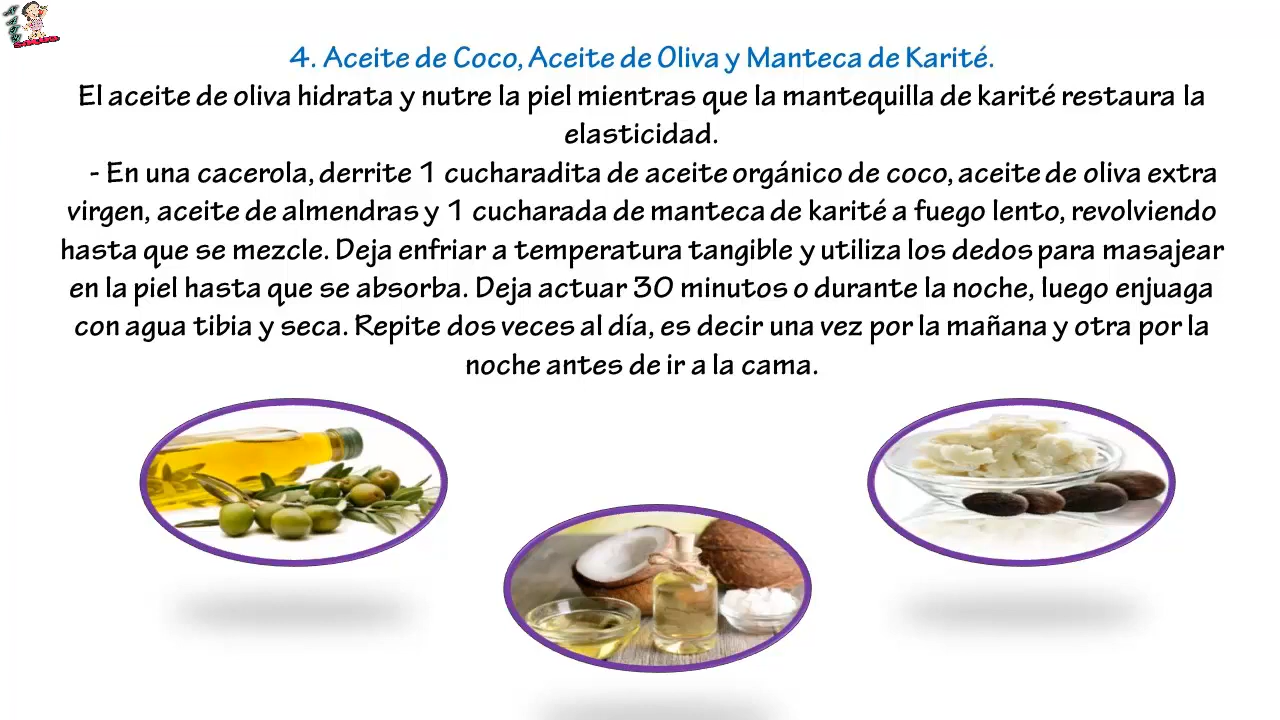 4. Aceite de Coco, Aceite de Oliva y Manteca de Karité.
El aceite de oliva hidrata y nutre la piel mientras que la mantequilla de karité restaura la
elasticidad.
- En una cacerola, derrite 1 cucharadita de aceite orgánico de coco, aceite de oliva extra
virgen, aceite de almendras y 1 cucharada de manteca de karité a fuego lento, revolviendo
hasta que se mezcle. Deja enfriar a temperatura tangible y utiliza los dedos para masajear
en la piel hasta que se absorba. Deja actuar 30 minutos o durante la noche, luego enjuaga
con agua tibia y seca. Repite dos veces al día, es decir una vez por la mañana y otra por la
noche antes de ir a la cama.